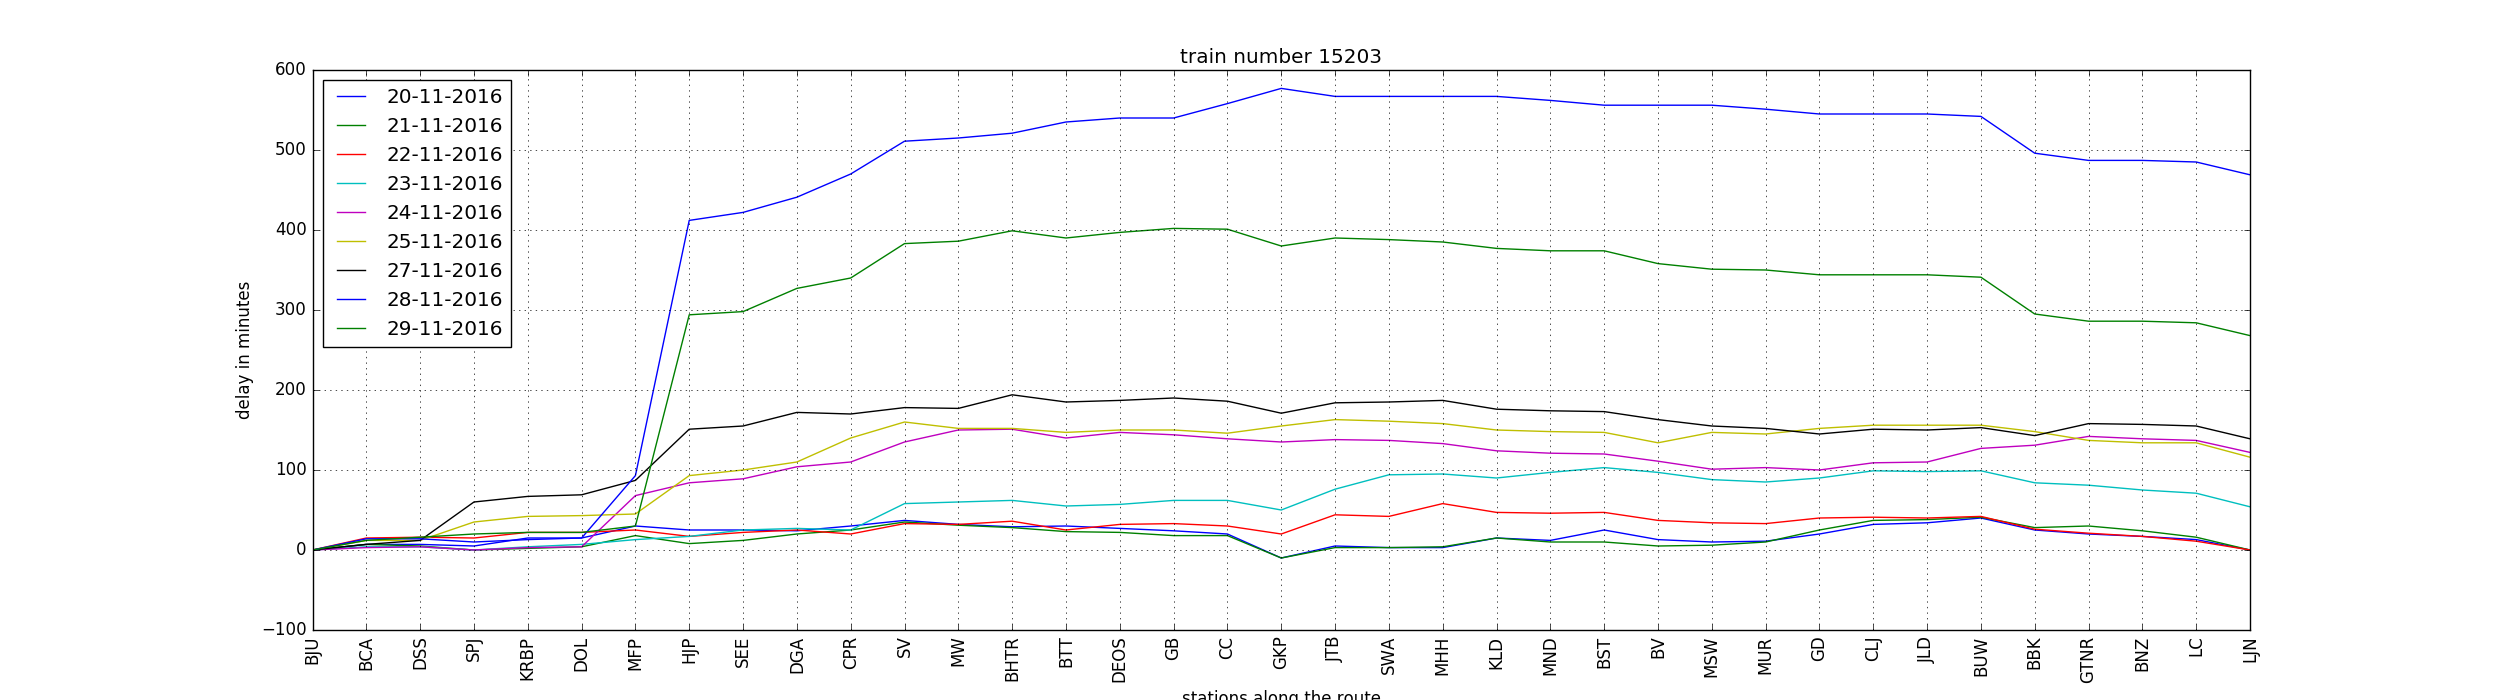 train number 15203
600
500
400
300
200
100
0
−100
delay in minutes
20-11-2016
21-11-2016
22-11-2016
23-11-2016
24-11-2016
25-11-2016
27-11-2016
28-11-2016
29-11-2016
BJU
BCA
DSS
SPJ
KRBP
DOL
MFP
HJP
SEE
DGA
CPR
SV
MW
BHTR
BTT
DEOS
GB
CC
GKP
JTB
SWA
MHH
KLD
MND
BST
BV
MSW
MUR
GD
CLJ
JLD
BUW
BBK
GTNR
BNZ
LC
LJN
stations along the route